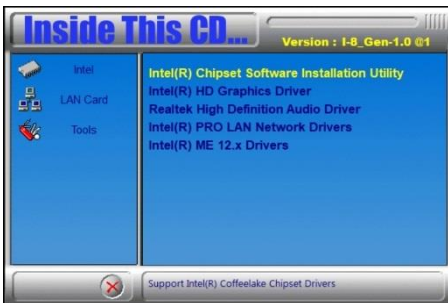 Inside This CD...
Version : I-8_Gen-1.0 @1
Intel
LAN Card
Tools
Intel(R) Chipset Software Installation Utility
Intel(R) HD Graphics Driver
Realtek High Definition Audio Driver
Intel(R) PRO LAN Network Drivers
Intel(R) ME 12.x Drivers
Support Intel(R) Coffeelake Chipset Drivers